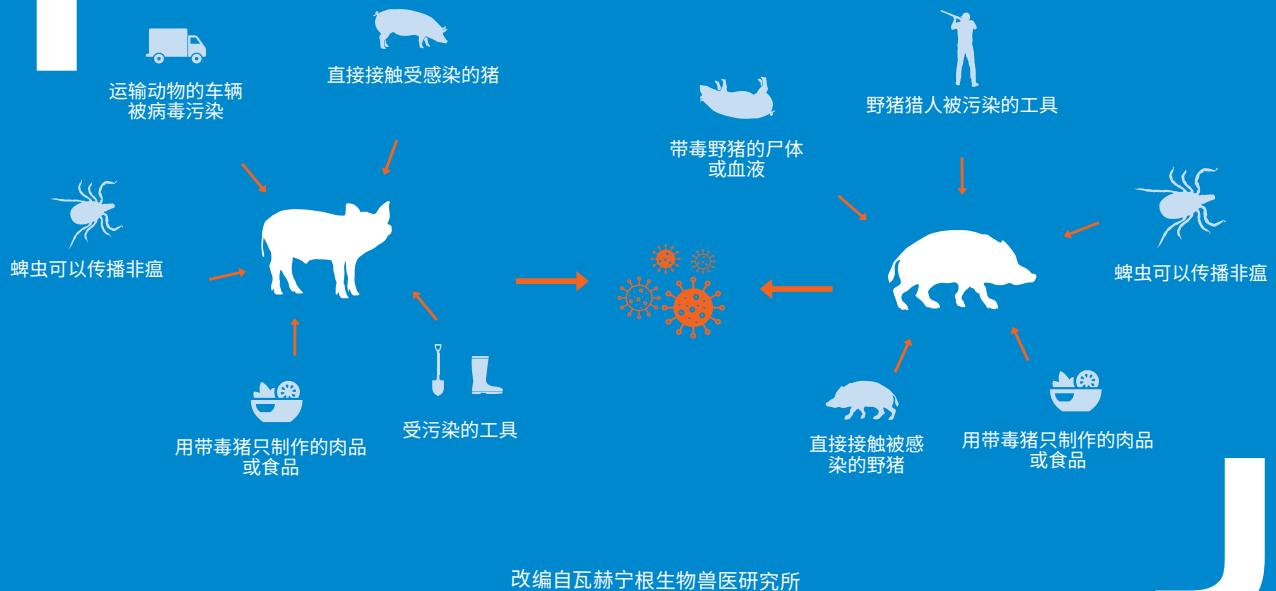 运输动物的车辆
被病毒污染
直接接触受感染的猪
蜱虫可以传播非瘟
用带毒猪只制作的肉品
或食品
受污染的工具
带毒野猪的尸体
或血液
野猪猎人被污染的工具
蜱虫可以传播非瘟
直接接触被感
染的野猪
用带毒猪只制作的肉品
或食品
改编自瓦赫宁根生物兽医研究所